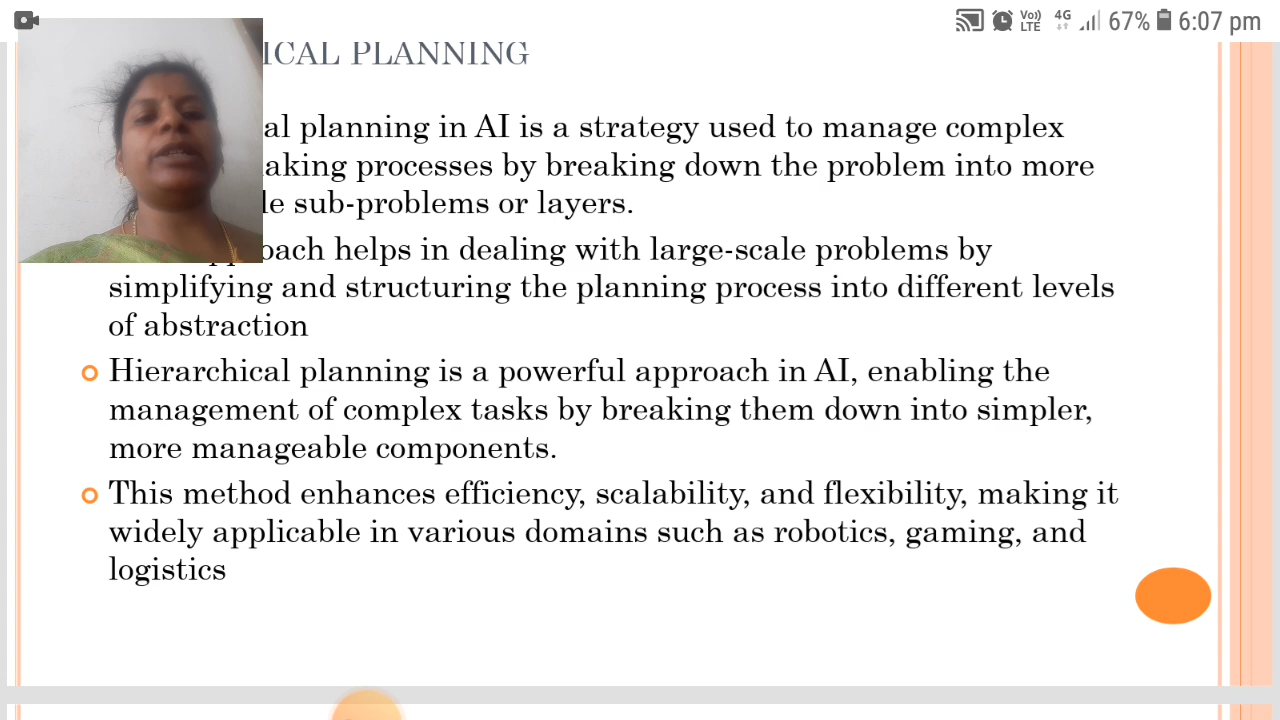 Vo))
LTE 4G 67% 6:07 pm
ICAL PLANNING
al planning in AI is a strategy used to manage complex
aking processes by breaking down the problem into more
le sub-problems or layers.
oach helps in dealing with large-scale problems by
simplifying and structuring the planning process into different levels
of abstraction
Hierarchical planning is a powerful approach in AI, enabling the
management of complex tasks by breaking them down into simpler,
more manageable components.
This method enhances efficiency, scalability, and flexibility, making it
widely applicable in various domains such as robotics, gaming, and
logistics